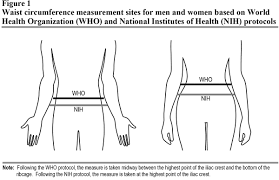 Figure 1
Waist circumference measurement sites for men and women based on World
Health Organization (WHO) and National Institutes of Health (NIH) protocols
WHO
NIH
WHO
NIH
Note: Following the WHO protocol, the measure is taken midway between the highest point of the iliac crest and the bottom of the
ribcage. Following the NIH protocol, the measure is taken at the highest point of the iliac crest.